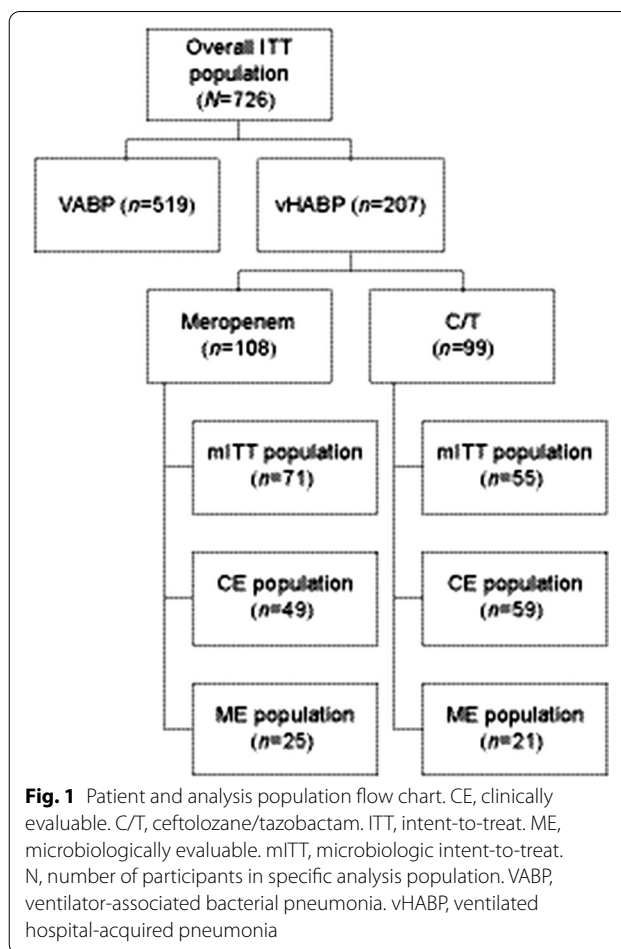 Overall ITT
population
(N=726)
VABP (n=519)
vHABP (n=207)
Meropenem
(n=108)
C/T
(n=99)
mITT population
(n=71)
mITT population
(n=55)
CE population
(n=49)
CE population
(n=59)
ME population
(n=25)
ME population
(n=21)
Fig. 1 Patient and analysis population flow chart. CE, clinically
evaluable. C/T, ceftolozane/tazobactam. ITT, intent-to-treat. ME,
microbiologically evaluable. mITT, microbiologic intent-to-treat.
N, number of participants in specific analysis population. VABP,
ventilator-associated bacterial pneumonia. vHABP, ventilated
hospital-acquired pneumonia